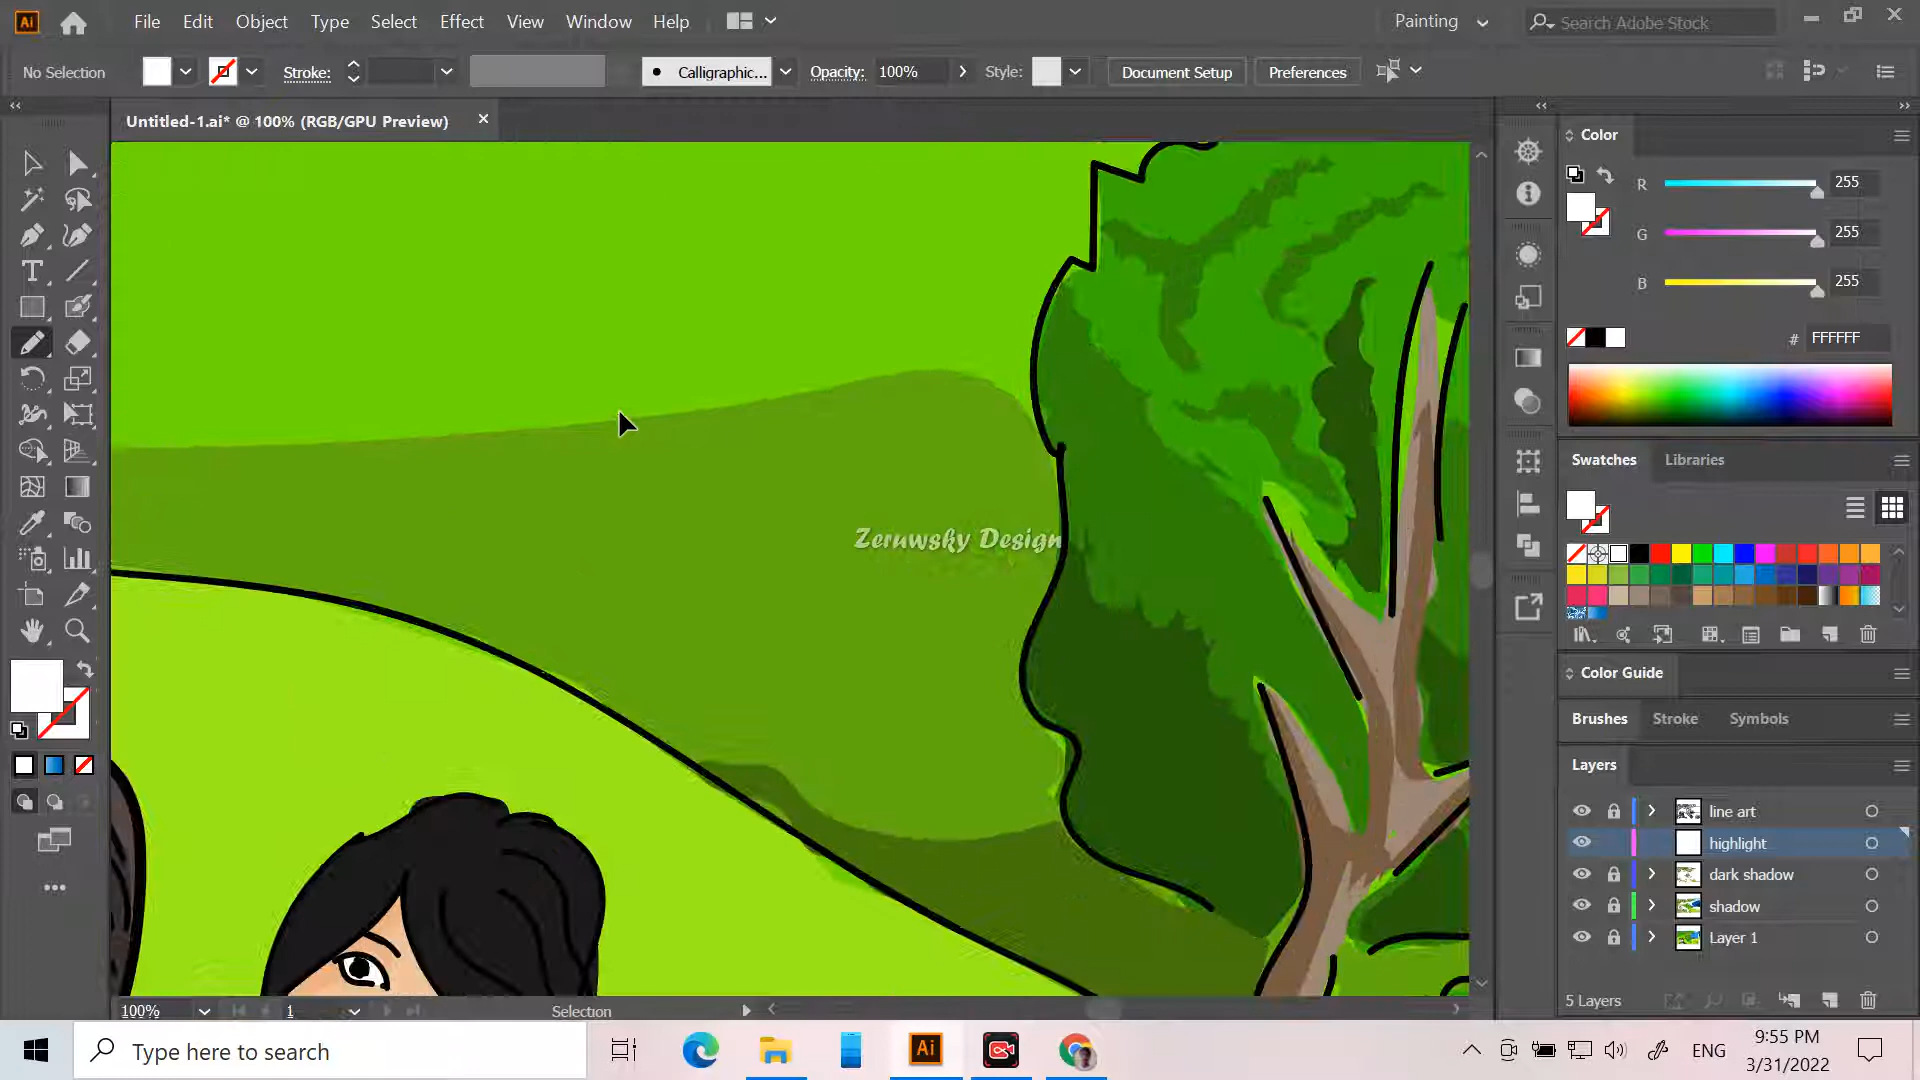 Ai File Edit Object Type Select Effect View Window Help Painting Search Adobe Stock
No Selection Stroke: Calligraphic... Opacity: 100% Style: Document Setup Preferences
Untitled-1.ai* @ 100% (RGB/GPU Preview)
Color
R 255
G 255
B 255
# FFFFFF
Swatches Libraries
Zeruwsky Design
Color Guide
Brushes Stroke Symbols
Layers
line art
highlight
dark shadow
shadow
Layer 1
5 Layers
100% 1 Selection
Type here to search
Ai
ENG
9:55 PM
3/31/2022